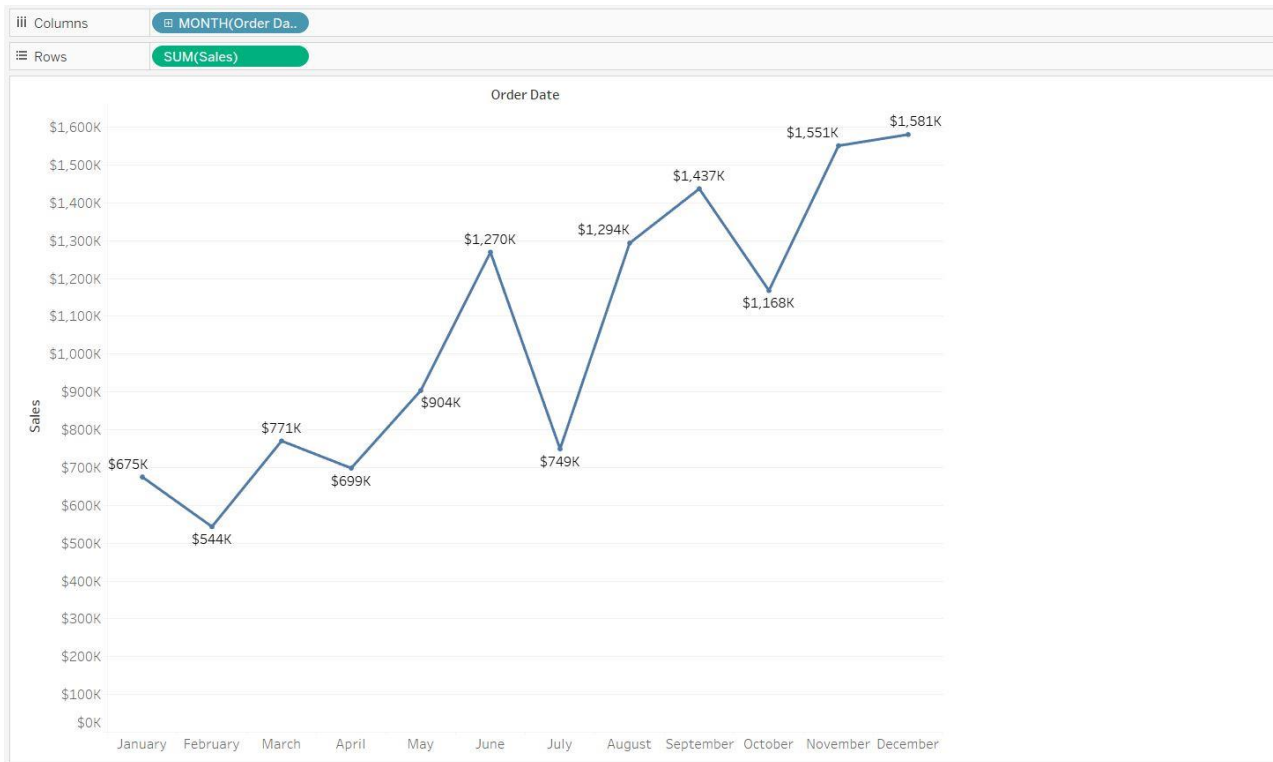 iii Columns
⊞ MONTH(Order Da..
Rows
SUM(Sales)
Order Date
$1,600K
$1,500K
$1,400K
$1,300K
$1,200K
$1,100K
$1,000K
$900K
$800K
$700K
$600K
$500K
$400K
$300K
$200K
$100K
$0K
Sales
$675K
$544K
$771K
$699K
$904K
$1,270K
$749K
$1,294K
$1,437K
$1,168K
$1,551K
$1,581K
January February March April May June July August September October November December